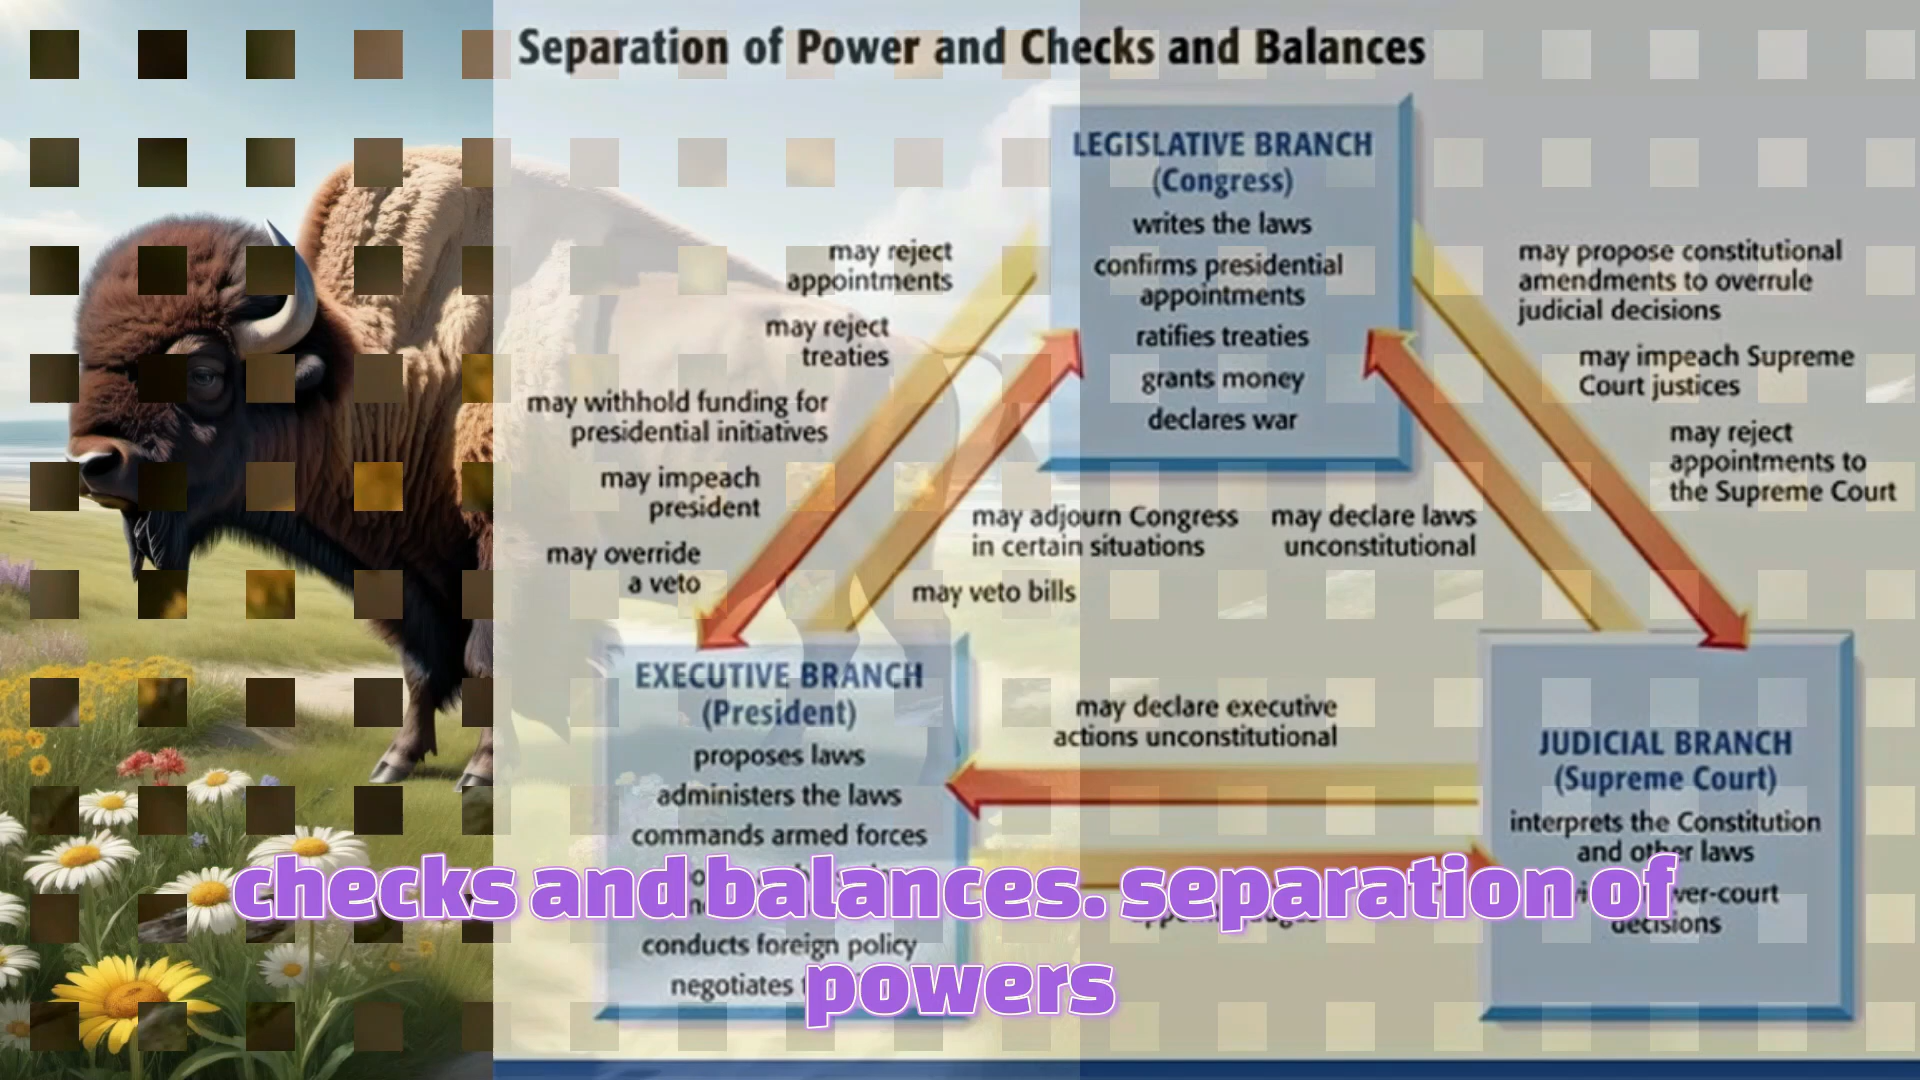 Separation of Power and Checks and Balances
LEGISLATIVE BRANCH
(Congress)
writes the laws
confirms presidential
appointments
ratifies treaties
grants money
declares war
may reject
appointments
may reject
treaties
may withhold funding for
presidential initiatives
may impeach
president
may override
a veto
may propose constitutional
amendments to overrule
judicial decisions
may impeach Supreme
Court justices
may reject
appointments to
the Supreme Court
may adjourn Congress
in certain situations
may veto bills
may declare laws
unconstitutional
EXECUTIVE BRANCH
(President)
proposes laws
administers the laws
commands armed forces
conducts foreign policy
negotiates
may declare executive
actions unconstitutional
JUDICIAL BRANCH
(Supreme Court)
interprets the Constitution
and other laws
decisions
checks and balances. separation of
powers